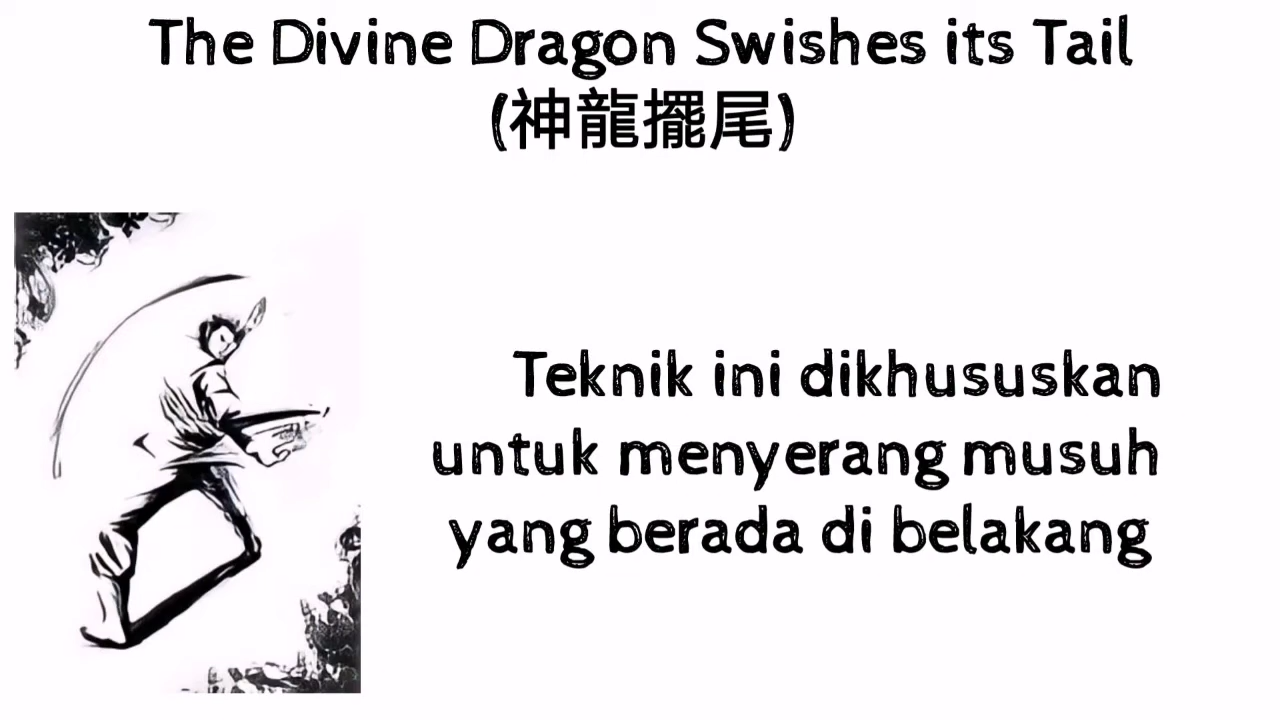 The Divine Dragon Swishes its Tail
(神龍擺尾)
Teknik ini dikhususkan
untuk menyerang musuh
yang berada di belakang